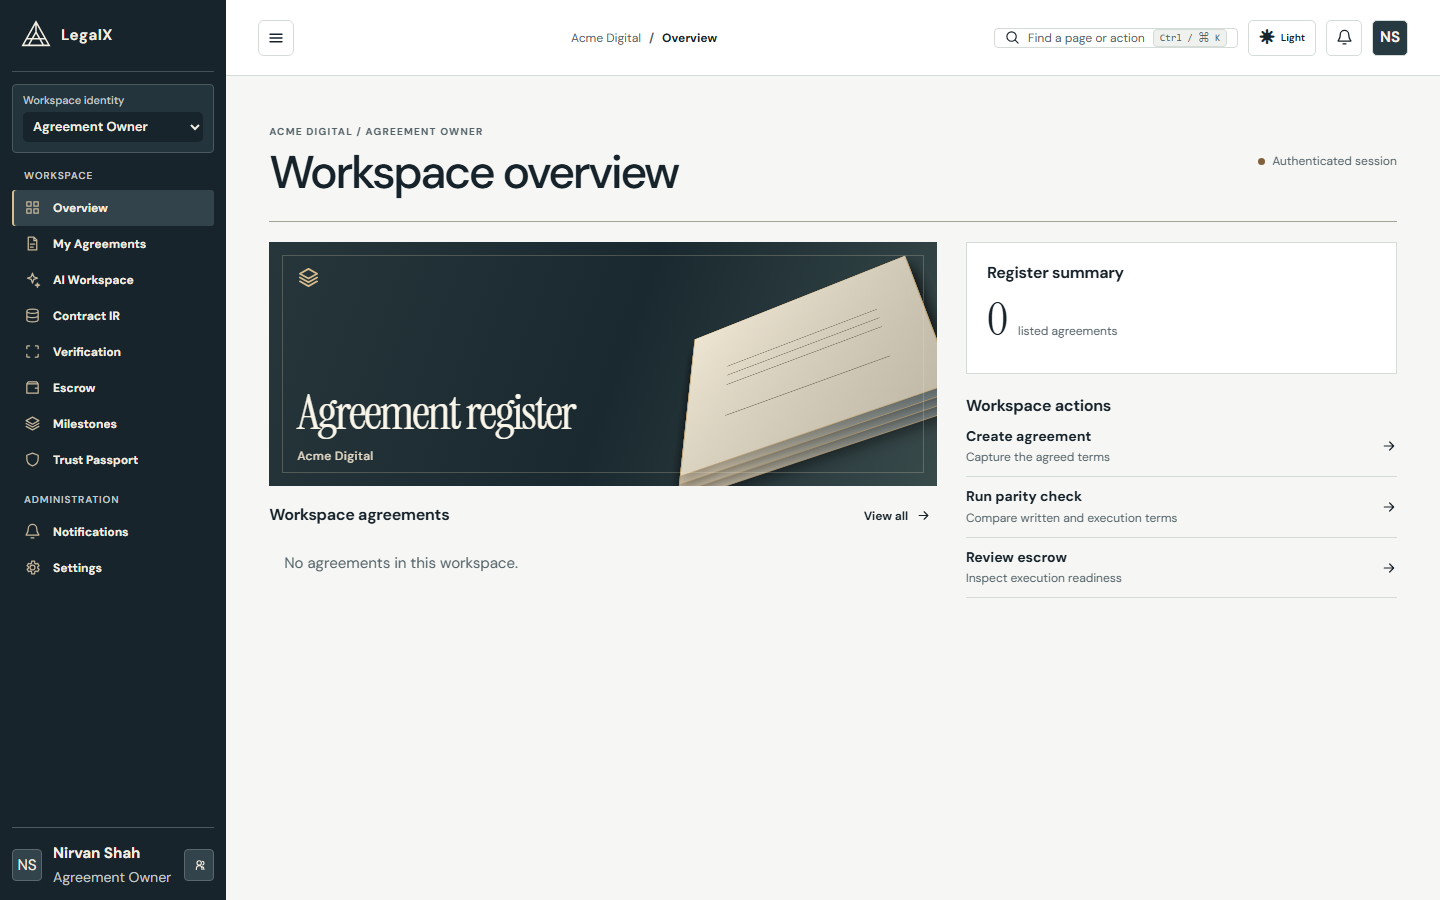 LegalX
Workspace identity
Agreement Owner
WORKSPACE
Overview
My Agreements
AI Workspace
Contract IR
Verification
Escrow
Milestones
Trust Passport
ADMINISTRATION
Notifications
Settings
NS
Nirvan Shah
Agreement Owner
Acme Digital / Overview
Find a page or action
Ctrl / ⌘ K
Light
NS
ACME DIGITAL / AGREEMENT OWNER
Workspace overview
Authenticated session
Agreement register
Acme Digital
Workspace agreements
View all
No agreements in this workspace.
Register summary
0 listed agreements
Workspace actions
Create agreement
Capture the agreed terms
Run parity check
Compare written and execution terms
Review escrow
Inspect execution readiness